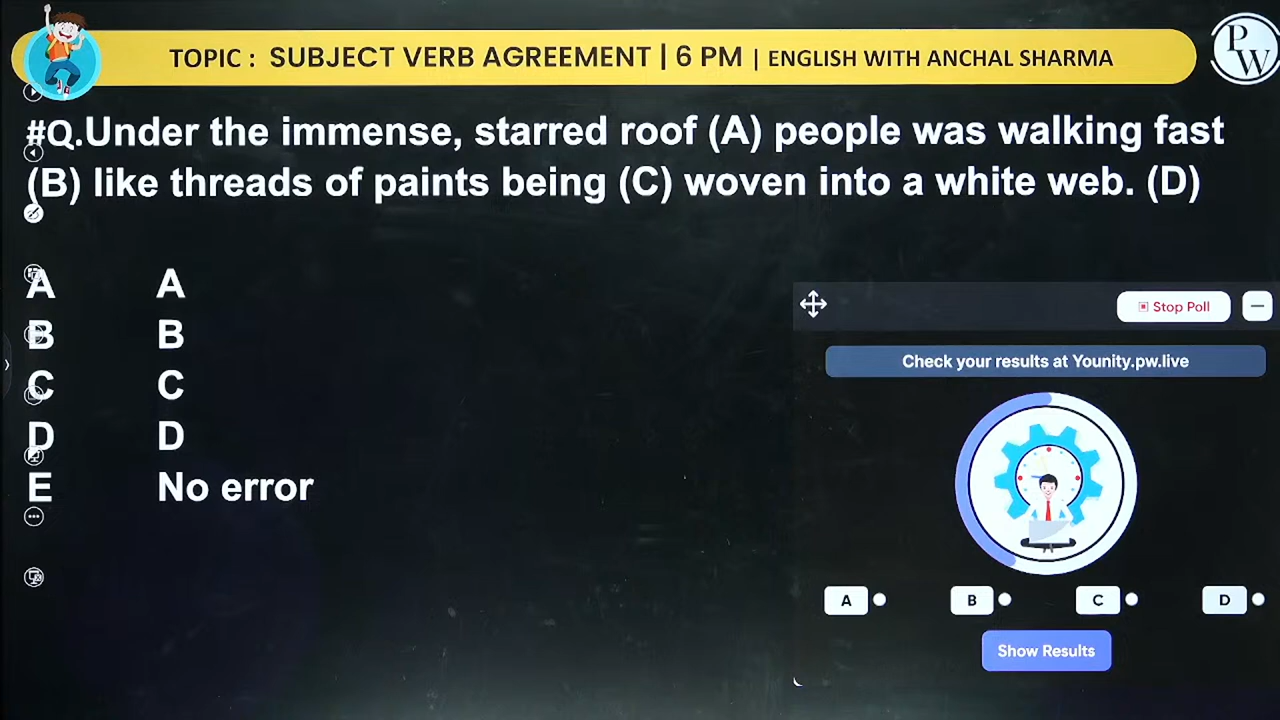 TOPIC : SUBJECT VERB AGREEMENT | 6 PM | ENGLISH WITH ANCHAL SHARMA
P
W
#Q.Under the immense, starred roof (A) people was walking fast
(B) like threads of paints being (C) woven into a white web. (D)
A A
B B
C C
D D
E No error
Stop Poll
Check your results at Younity.pw.live
A B C D
Show Results